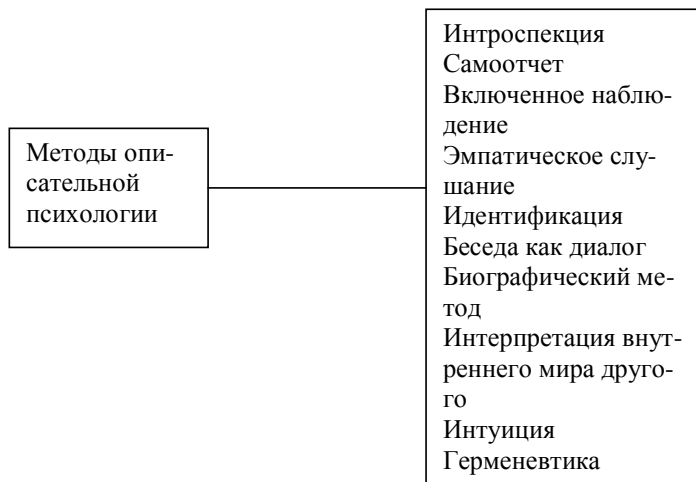 Методы опи-
сательной
психологии
Интроспекция
Самоотчет
Включенное наблю-
дение
Эмпатическое слу-
шание
Идентификация
Беседа как диалог
Биографический ме-
тод
Интерпретация внут-
реннего мира друго-
го
Интуиция
Герменевтика